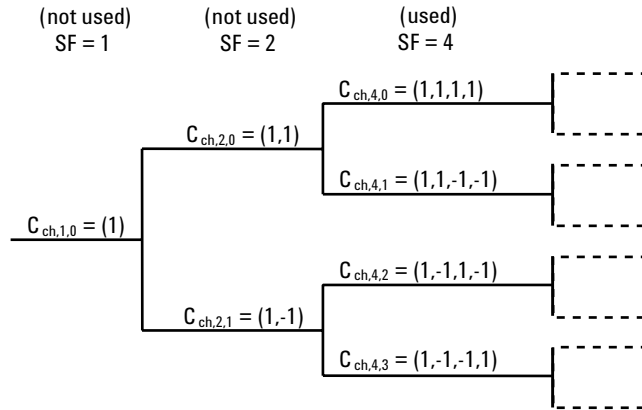 (not used) (not used) (used)
SF = 1 SF = 2 SF = 4
C ch,4,0 = (1,1,1,1)
C ch,2,0 = (1,1)
C ch,4,1 = (1,1,-1,-1)
C ch,1,0 = (1)
C ch,4,2 = (1,-1,1,-1)
C ch,2,1 = (1,-1)
C ch,4,3 = (1,-1,-1,1)